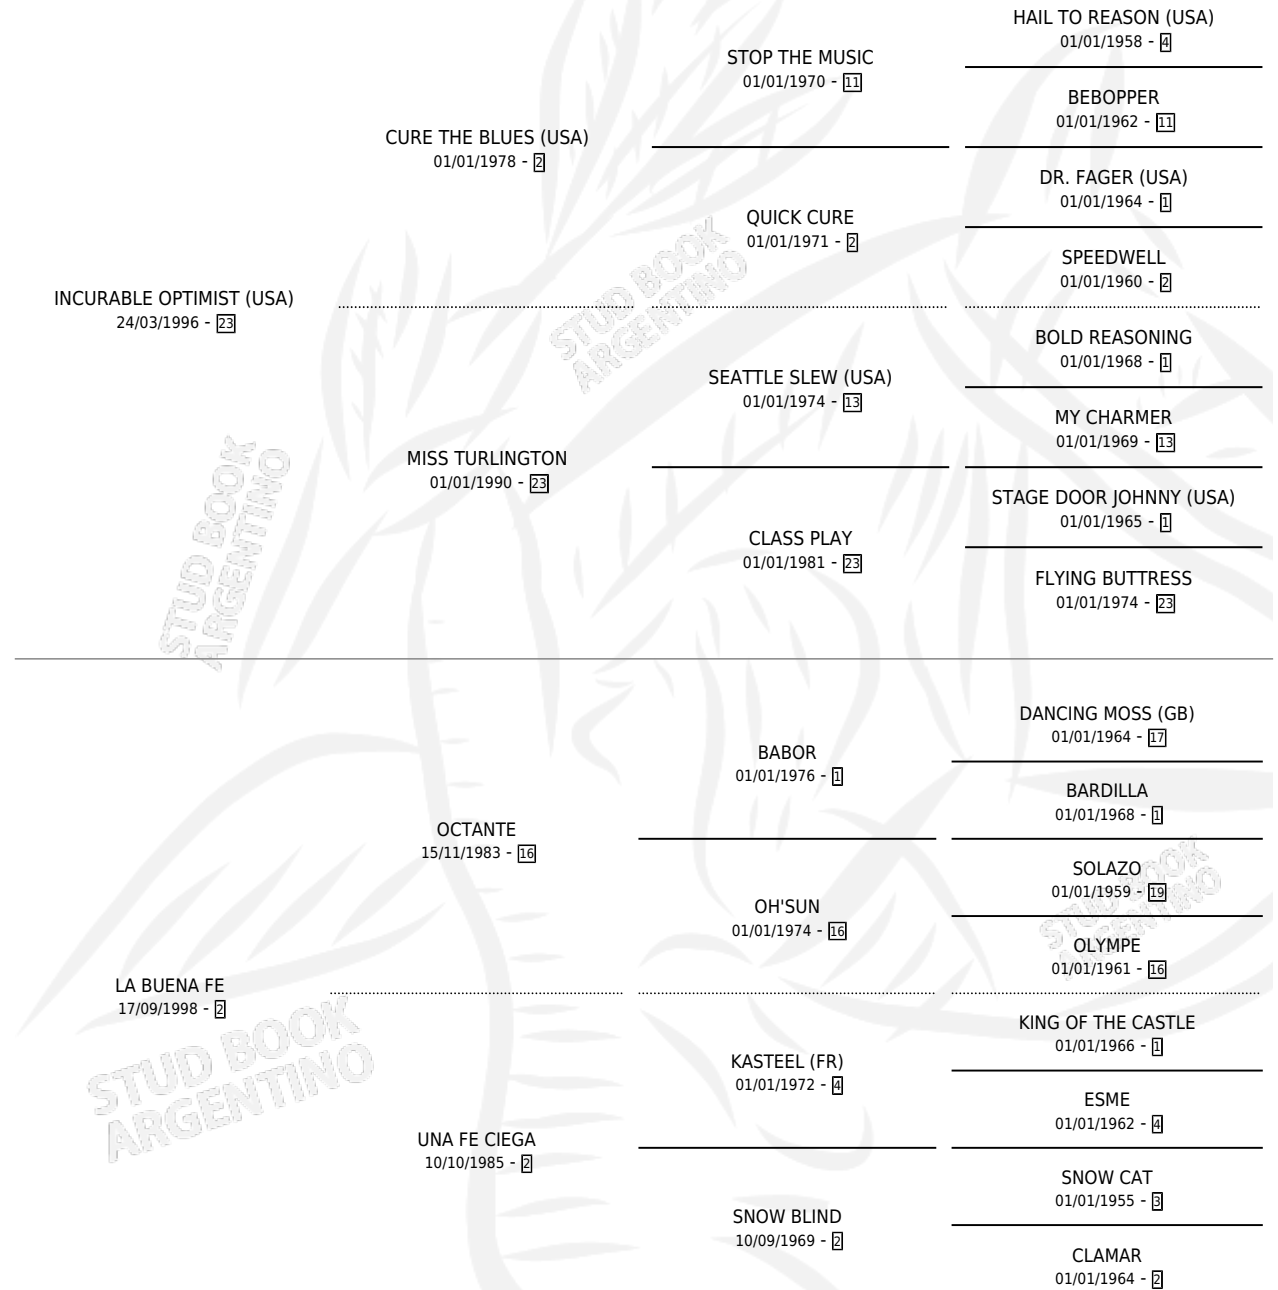 HAIL TO REASON (USA)
01/01/1958 - 4
STOP THE MUSIC
01/01/1970 - 11
BEBOPPER
01/01/1962 - 11
CURE THE BLUES (USA)
01/01/1978 - 2
DR. FAGER (USA)
01/01/1964 - 1
QUICK CURE
01/01/1971 - 2
SPEEDWELL
01/01/1960 - 2
INCURABLE OPTIMIST (USA)
24/03/1996 - 23
BOLD REASONING
01/01/1968 - 1
SEATTLE SLEW (USA)
01/01/1974 - 13
MY CHARMER
01/01/1969 - 13
MISS TURLINGTON
01/01/1990 - 23
STAGE DOOR JOHNNY (USA)
01/01/1965 - 1
CLASS PLAY
01/01/1981 - 23
FLYING BUTTRESS
01/01/1974 - 23
DANCING MOSS (GB)
01/01/1964 - 17
BABOR
01/01/1976 - 1
BARDILLA
01/01/1968 - 1
OCTANTE
15/11/1983 - 16
SOLAZO
01/01/1959 - 19
OH'SUN
01/01/1974 - 16
OLYMPE
01/01/1961 - 16
LA BUENA FE
17/09/1998 - 2
KING OF THE CASTLE
01/01/1966 - 1
KASTEEL (FR)
01/01/1972 - 4
ESME
01/01/1962 - 4
UNA FE CIEGA
10/10/1985 - 2
SNOW CAT
01/01/1955 - 3
SNOW BLIND
10/09/1969 - 2
CLAMAR
01/01/1964 - 2
STUD BOOK
ARGENTINO
STUD BOOK
ARGENTINO
STUD BOOK
ARGENTINO
STUD BOOK
ARGENTINO